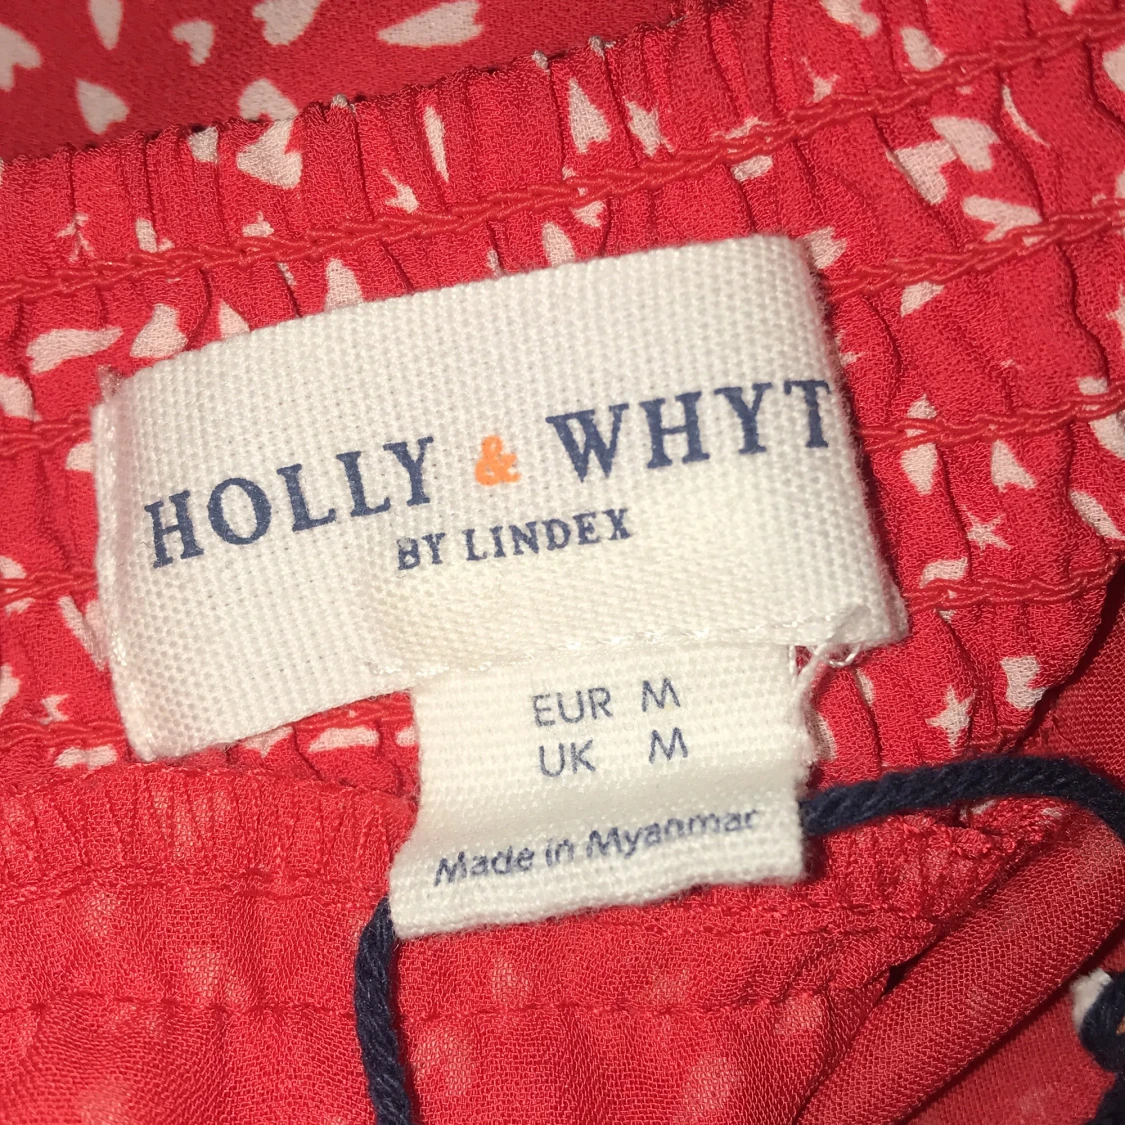 HOLLY & WHYT
BY LINDEX
EUR M
UK M
Made in Myanmar